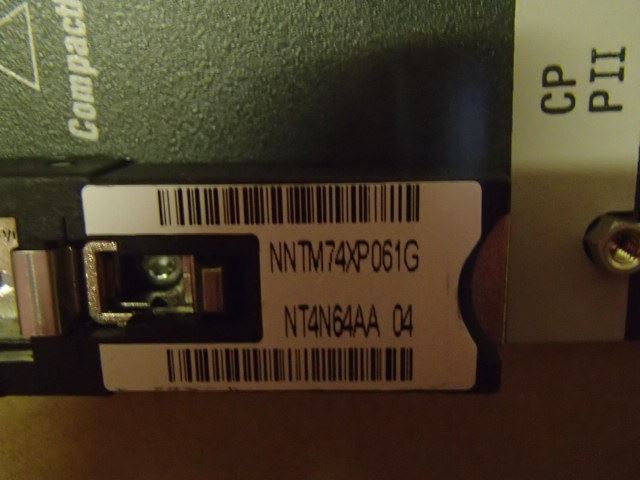 Compact
CP
PII
NNTM74XP061G
NT4N64AA 04